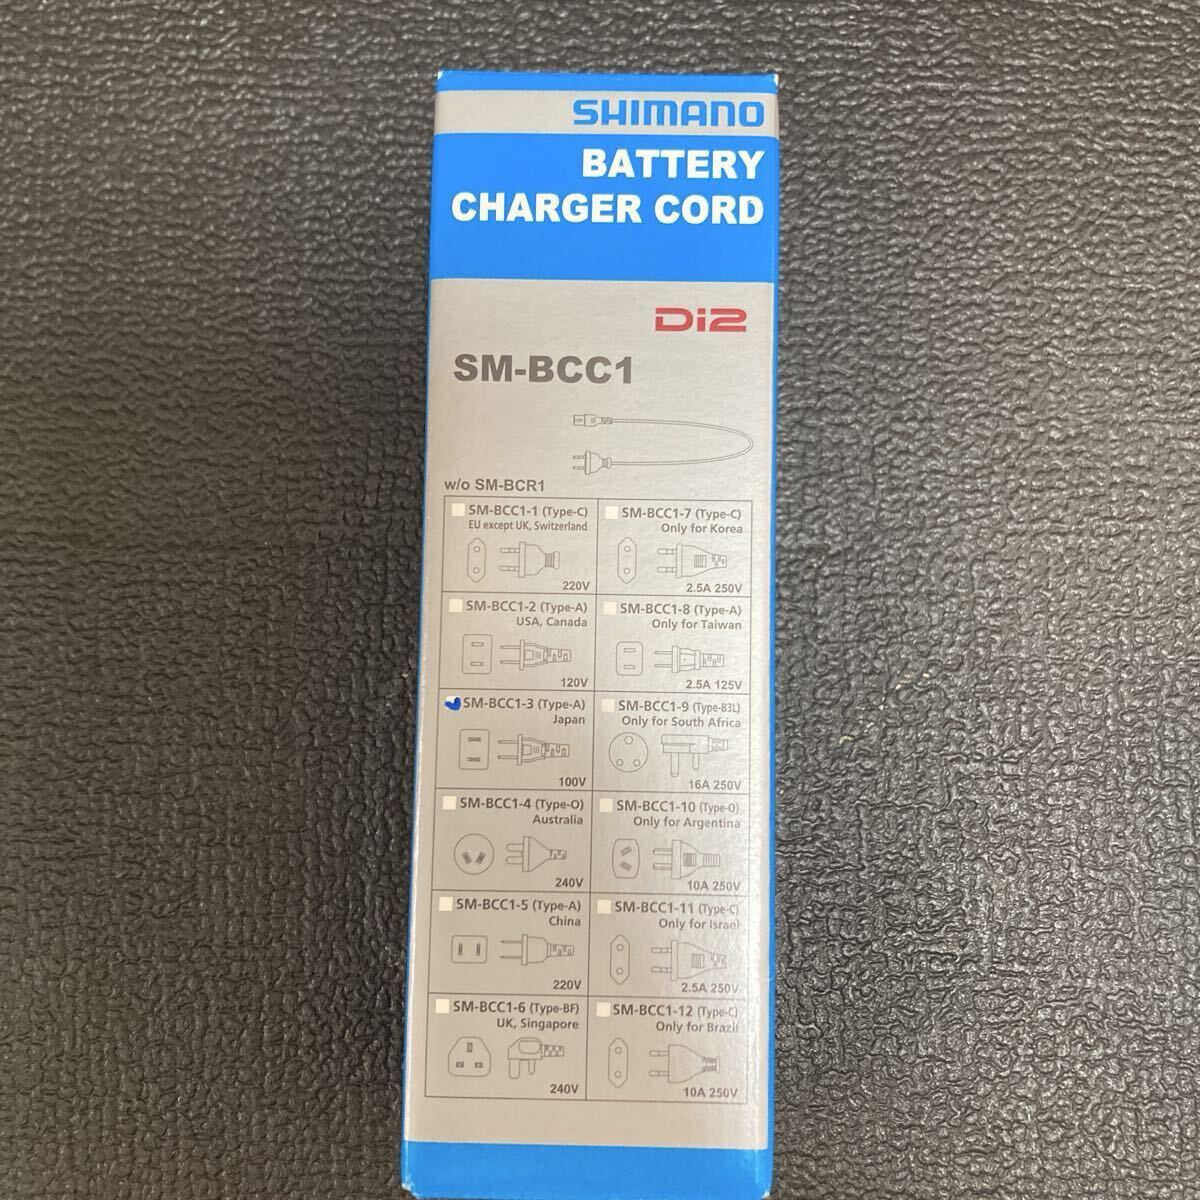 SHIMANO
BATTERY
CHARGER CORD
Di2
SM-BCC1
w/o SM-BCR1
SM-BCC1-1 (Type-C)
EU except UK, Switzerland
220V
SM-BCC1-7 (Type-C)
Only for Korea
2.5A 250V
SM-BCC1-2 (Type-A)
USA, Canada
120V
SM-BCC1-8 (Type-A)
Only for Taiwan
2.5A 125V
SM-BCC1-3 (Type-A)
Japan
100V
SM-BCC1-9 (Type-B3L)
Only for South Africa
16A 250V
SM-BCC1-4 (Type-O)
Australia
240V
SM-BCC1-10 (Type-O)
Only for Argentina
10A 250V
SM-BCC1-5 (Type-A)
China
220V
SM-BCC1-11 (Type-C)
Only for Israel
2.5A 250V
SM-BCC1-6 (Type-BF)
UK, Singapore
240V
SM-BCC1-12 (Type-C)
Only for Brazil
10A 250V